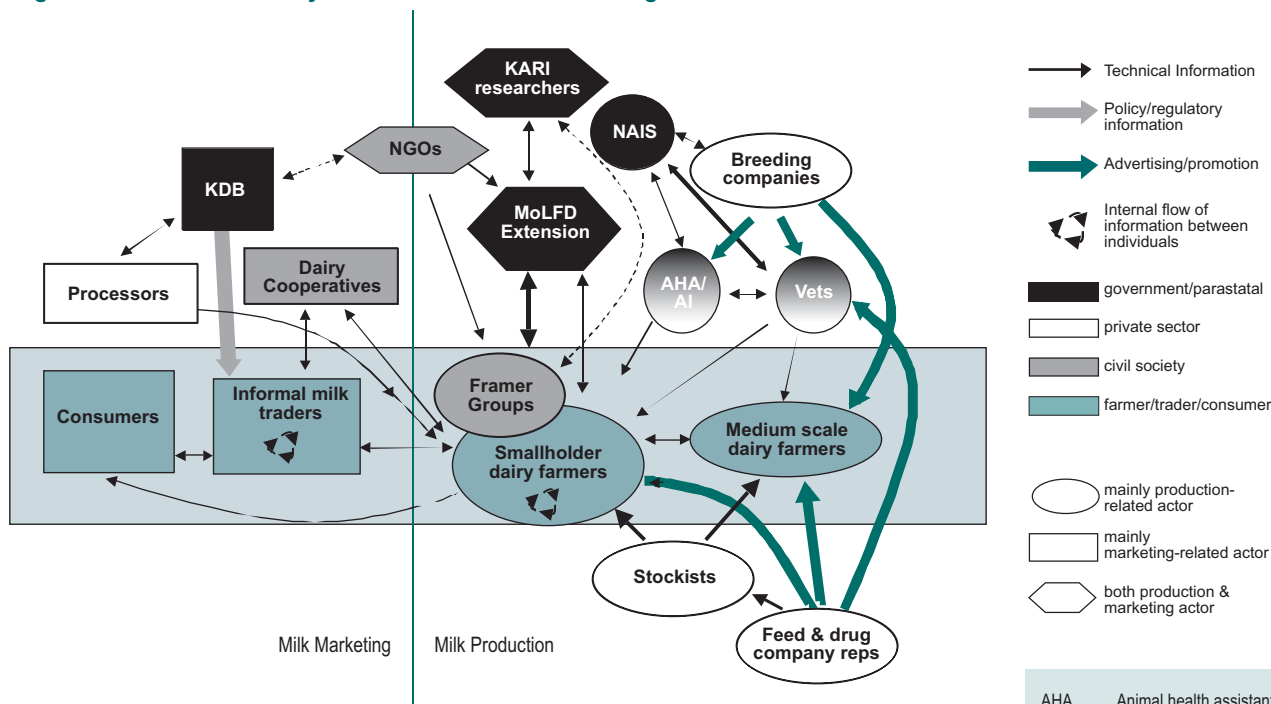 KARI
researchers
NAIS
NGOs
Breeding
companies
KDB
MoLFD
Extension
Dairy
Cooperatives
Processors
AHA/
AI
Vets
Framer
Groups
Informal milk
traders
Consumers
Medium scale
dairy farmers
Smallholder
dairy farmers
Stockists
Feed & drug
company reps
Milk Marketing
Milk Production
Technical Information
Policy/regulatory
information
Advertising/promotion
Internal flow of
information between
individuals
government/parastatal
private sector
civil society
farmer/trader/consumer
mainly production-
related actor
mainly
marketing-related actor
both production &
marketing actor
AHA Animal health assistant